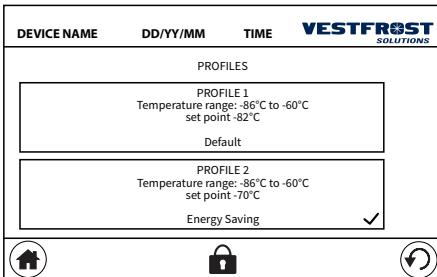 DEVICE NAME DD/YY/MM TIME VESTFROST
SOLUTIONS
PROFILES
PROFILE 1
Temperature range: -86°C to -60°C
set point -82°C
Default
PROFILE 2
Temperature range: -86°C to -60°C
set point -70°C
Energy Saving